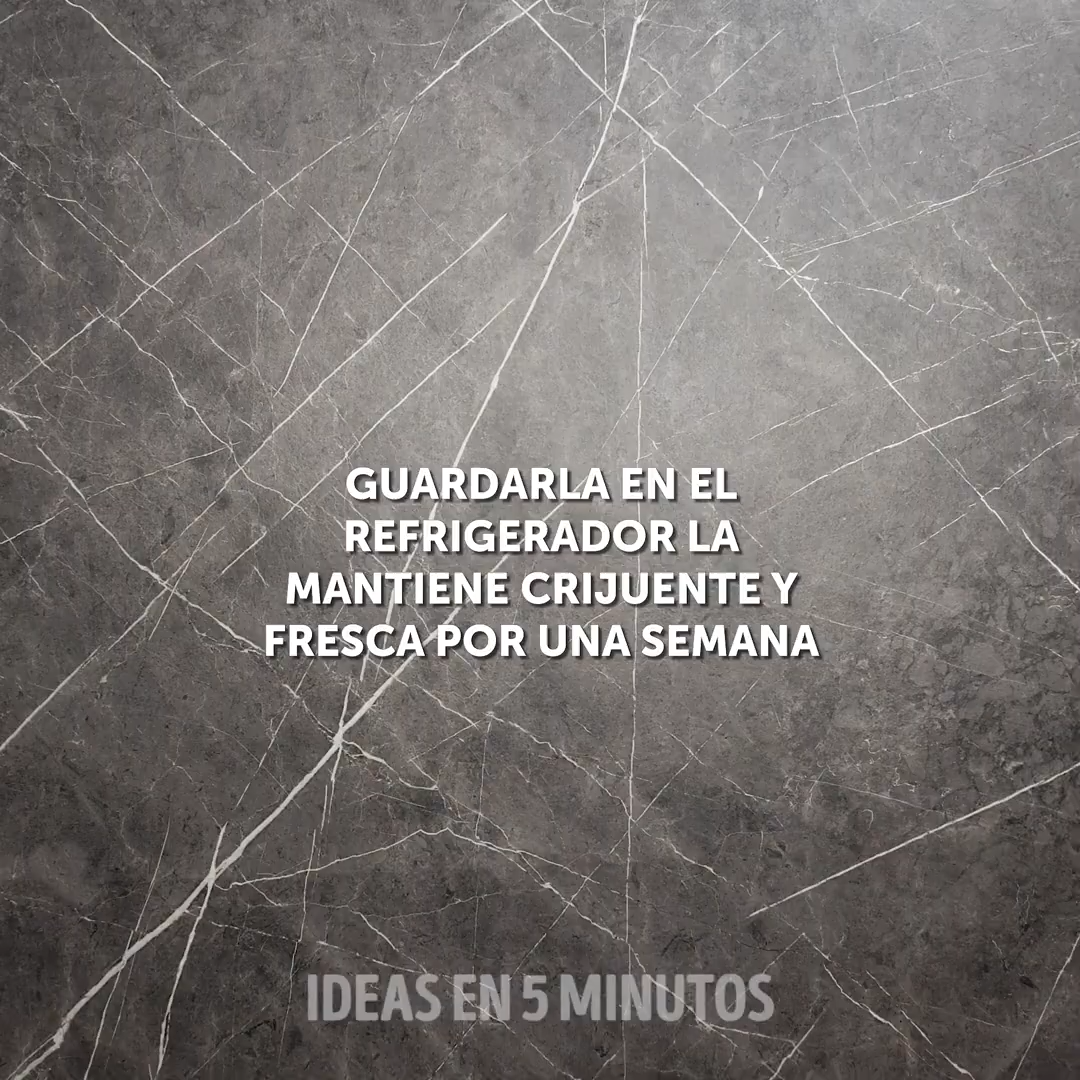 GUARDARLA EN EL
REFRIGERADOR LA
MANTIENE CRIJUENTE Y
FRESCA POR UNA SEMANA
IDEAS EN 5 MINUTOS